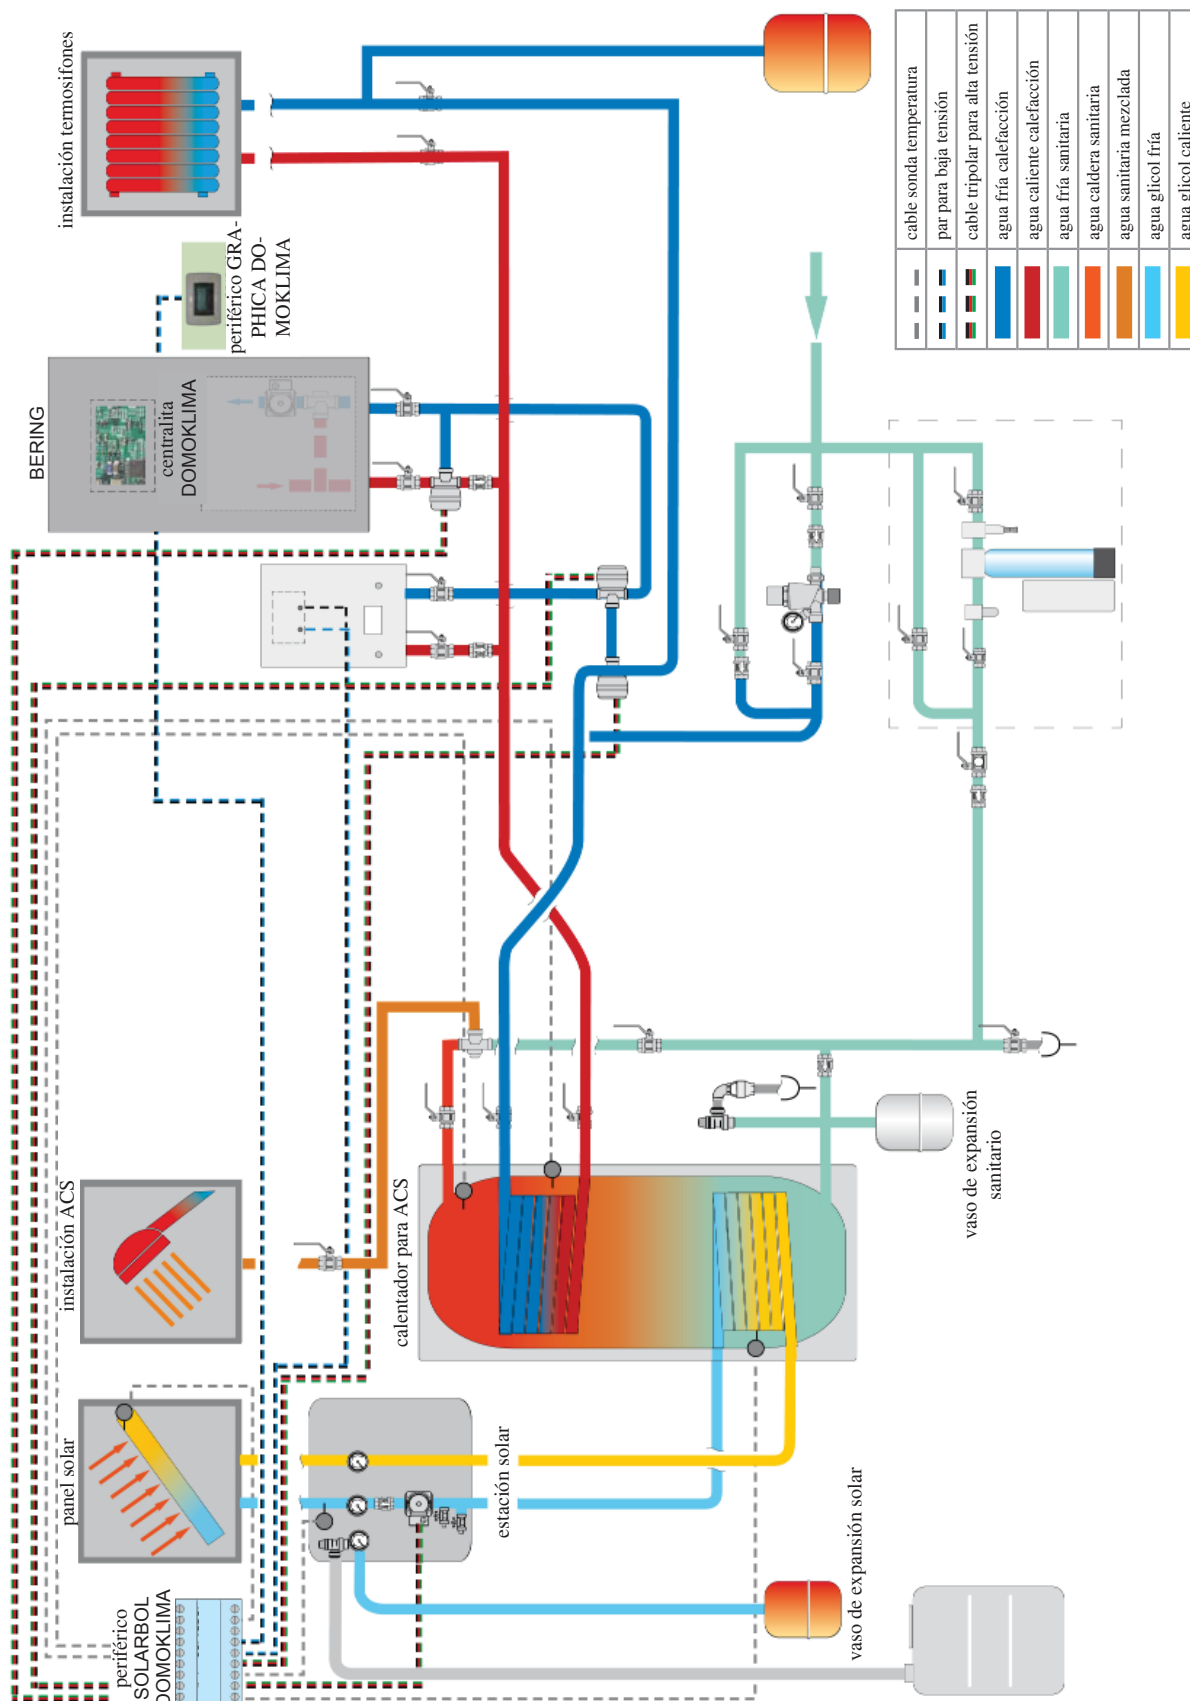 instalación termosifones
BERING
centralita
DOMOKLIMA
periférico GRA-
PHICA DO-
MOKLIMA
instalación ACS
panel solar
periférico
SOLARBOL
DOMOKLIMA
calentador para ACS
estación solar
vaso de expansión
sanitario
vaso de expansión solar
cable sonda temperatura
par para baja tensión
cable tripolar para alta tensión
agua fría calefacción
agua caliente calefacción
agua fría sanitaria
agua caldera sanitaria
agua sanitaria mezclada
agua glicol fría
agua glicol caliente